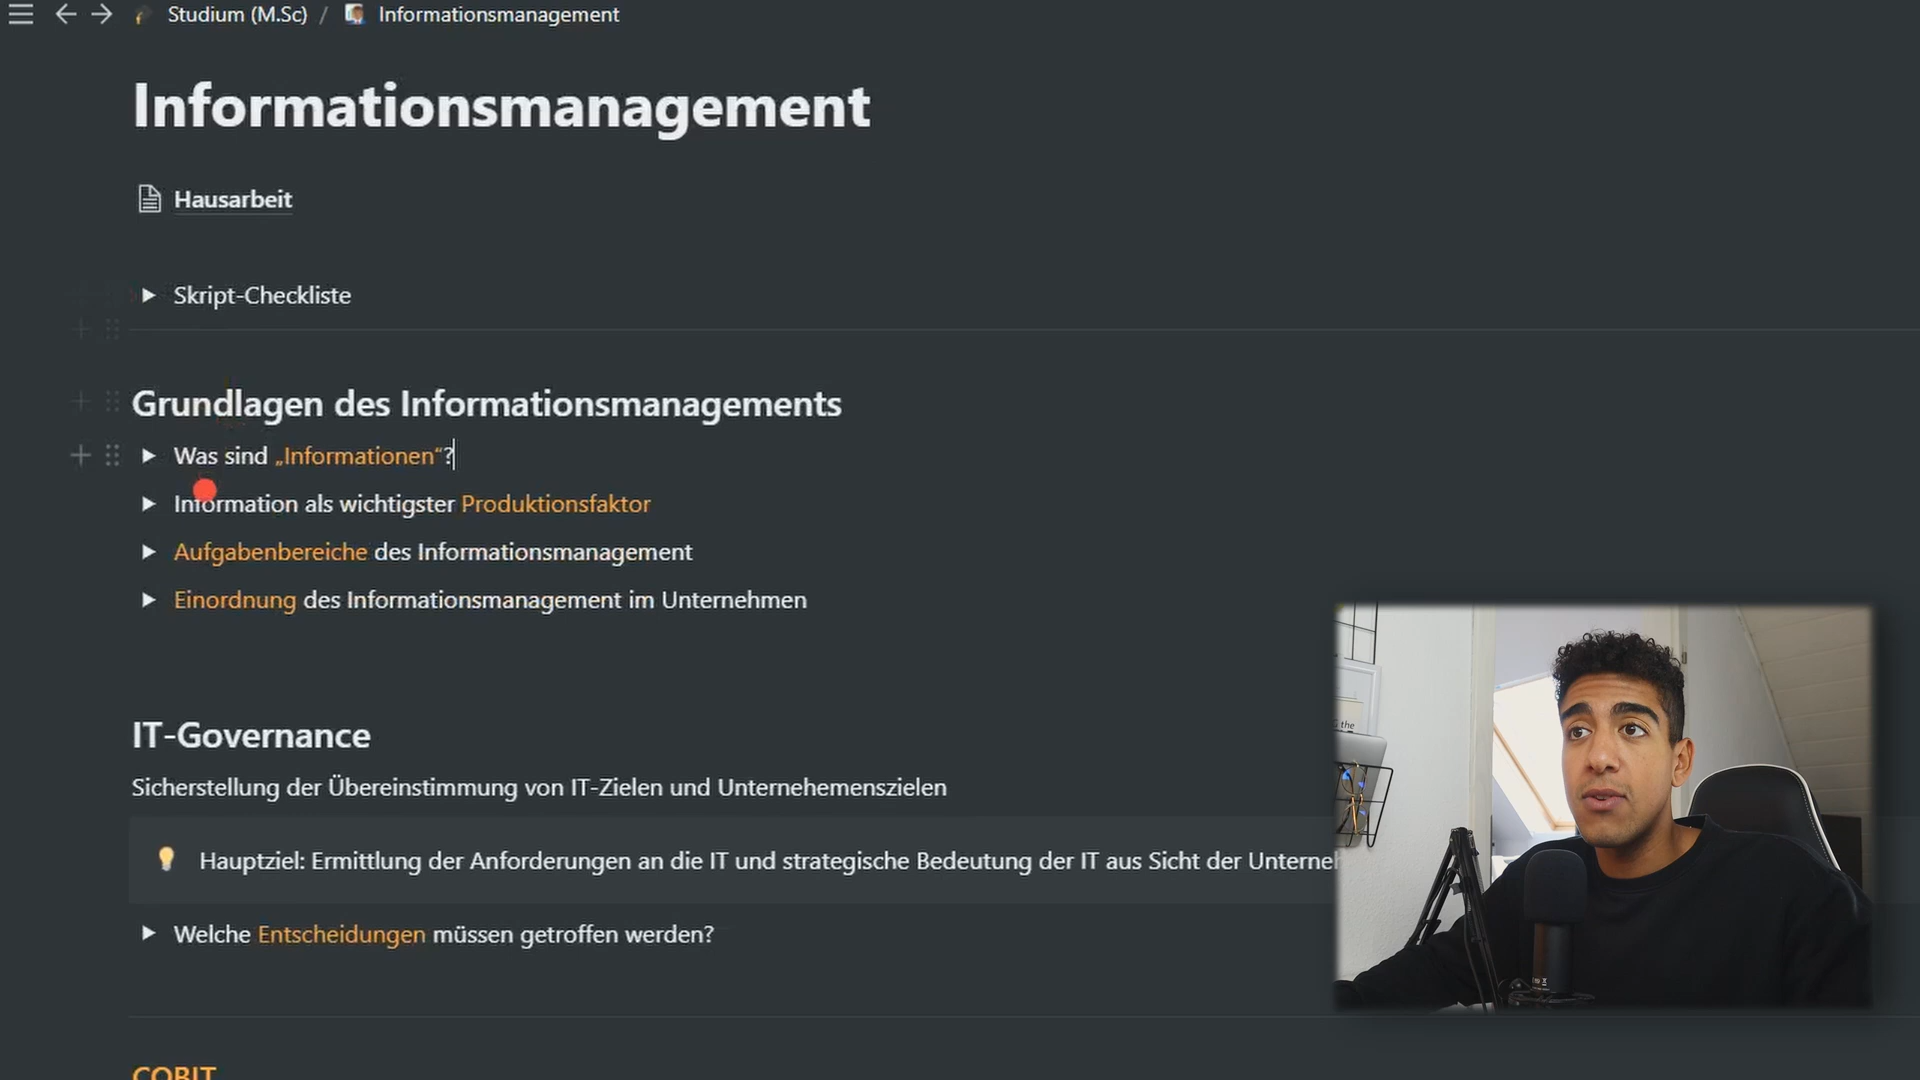 Studium (M.Sc) / Informationsmanagement
Informationsmanagement
Hausarbeit
Skript-Checkliste
Grundlagen des Informationsmanagements
Was sind „Informationen“?
Information als wichtigster Produktionsfaktor
Aufgabenbereiche des Informationsmanagement
Einordnung des Informationsmanagement im Unternehmen
the
IT-Governance
Sicherstellung der Übereinstimmung von IT-Zielen und Unternehemenszielen
Hauptziel: Ermittlung der Anforderungen an die IT und strategische Bedeutung der IT aus Sicht der Unterneh
Welche Entscheidungen müssen getroffen werden?
COBIT